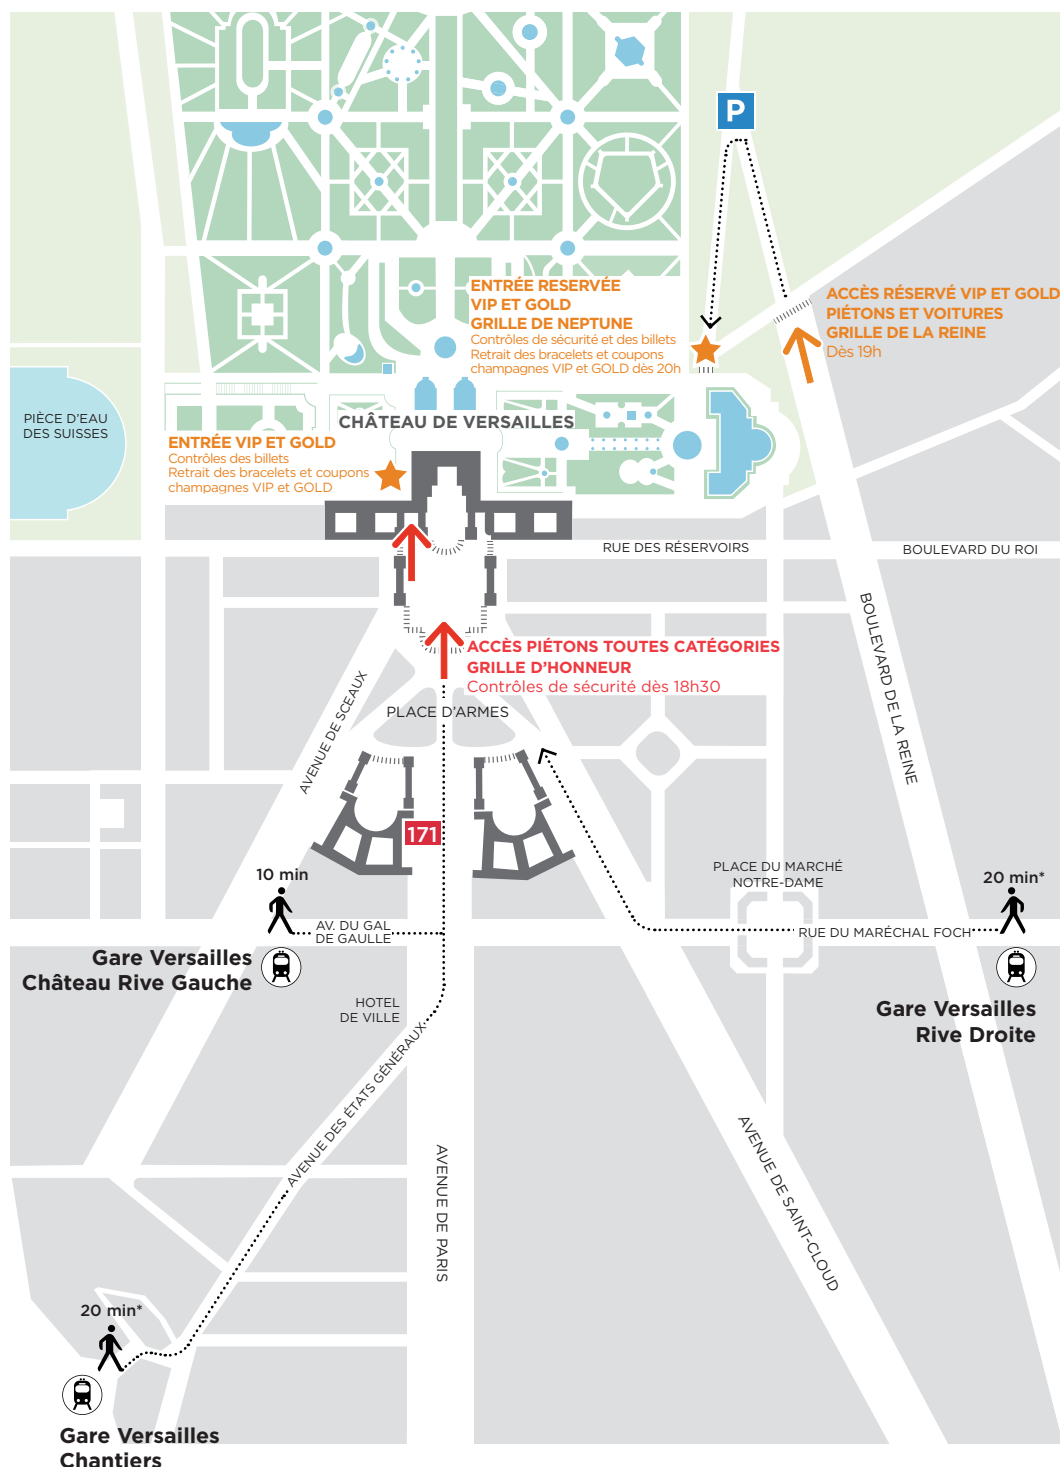 P
ENTRÉE RESERVÉE
VIP ET GOLD
GRILLE DE NEPTUNE
Contrôles de sécurité et des billets
Retrait des bracelets et coupons
champagnes VIP et GOLD dès 20h
ACCÈS RÉSERVÉ VIP ET GOLD
PIÉTONS ET VOITURES
GRILLE DE LA REINE
Dès 19h
PIÈCE D'EAU
DES SUISSES
CHÂTEAU DE VERSAILLES
ENTRÉE VIP ET GOLD
Contrôles des billets
Retrait des bracelets et coupons
champagnes VIP et GOLD
RUE DES RÉSERVOIRS
BOULEVARD DU ROI
BOULEVARD DE LA REINE
ACCÈS PIÉTONS TOUTES CATÉGORIES
GRILLE D'HONNEUR
Contrôles de sécurité dès 18h30
AVENUE DE SCEAUX
PLACE D'ARMES
171
10 min
AV. DU GAL
DE GAULLE
Gare Versailles
Château Rive Gauche
PLACE DU MARCHÉ
NOTRE-DAME
20 min*
RUE DU MARÉCHAL FOCH
Gare Versailles
Rive Droite
HOTEL
DE VILLE
AVENUE DES ÉTATS GÉNÉRAUX
AVENUE DE PARIS
AVENUE DE SAINT-CLOUD
20 min*
Gare Versailles
Chantiers